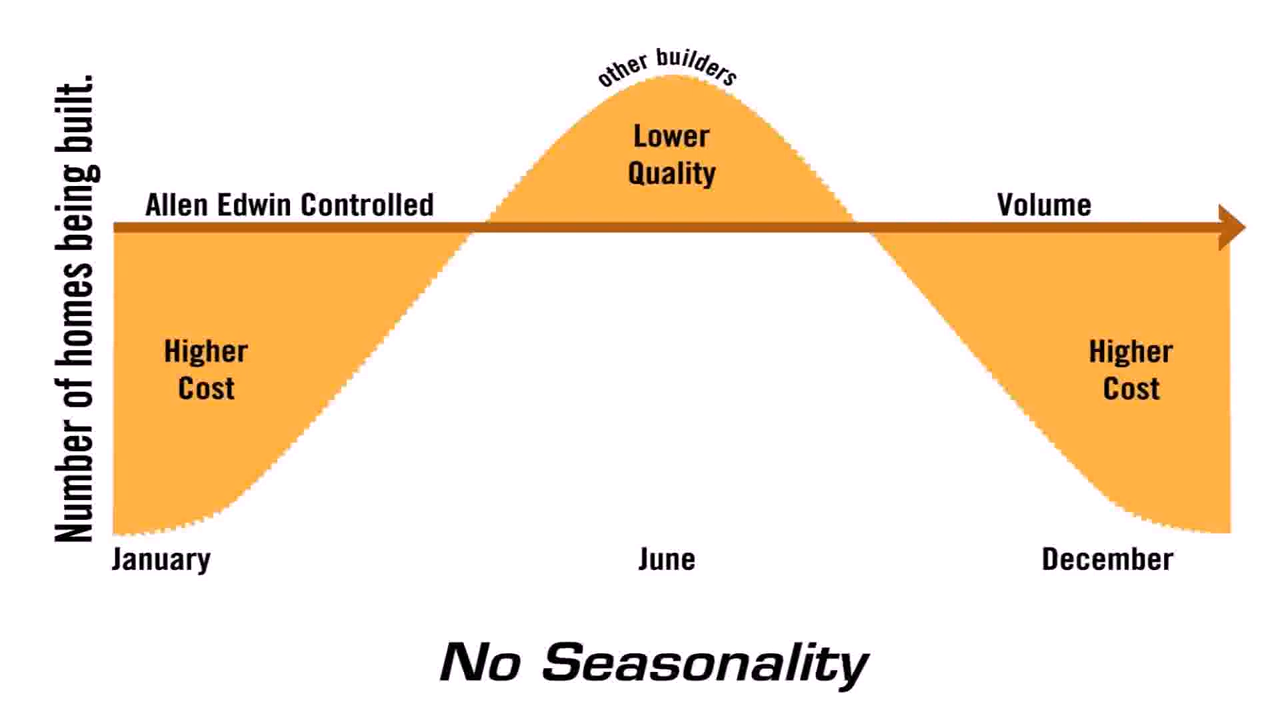 other builders
Lower
Quality
Number of homes being built.
Allen Edwin Controlled
Volume
Higher
Cost
Higher
Cost
January
June
December
No Seasonality